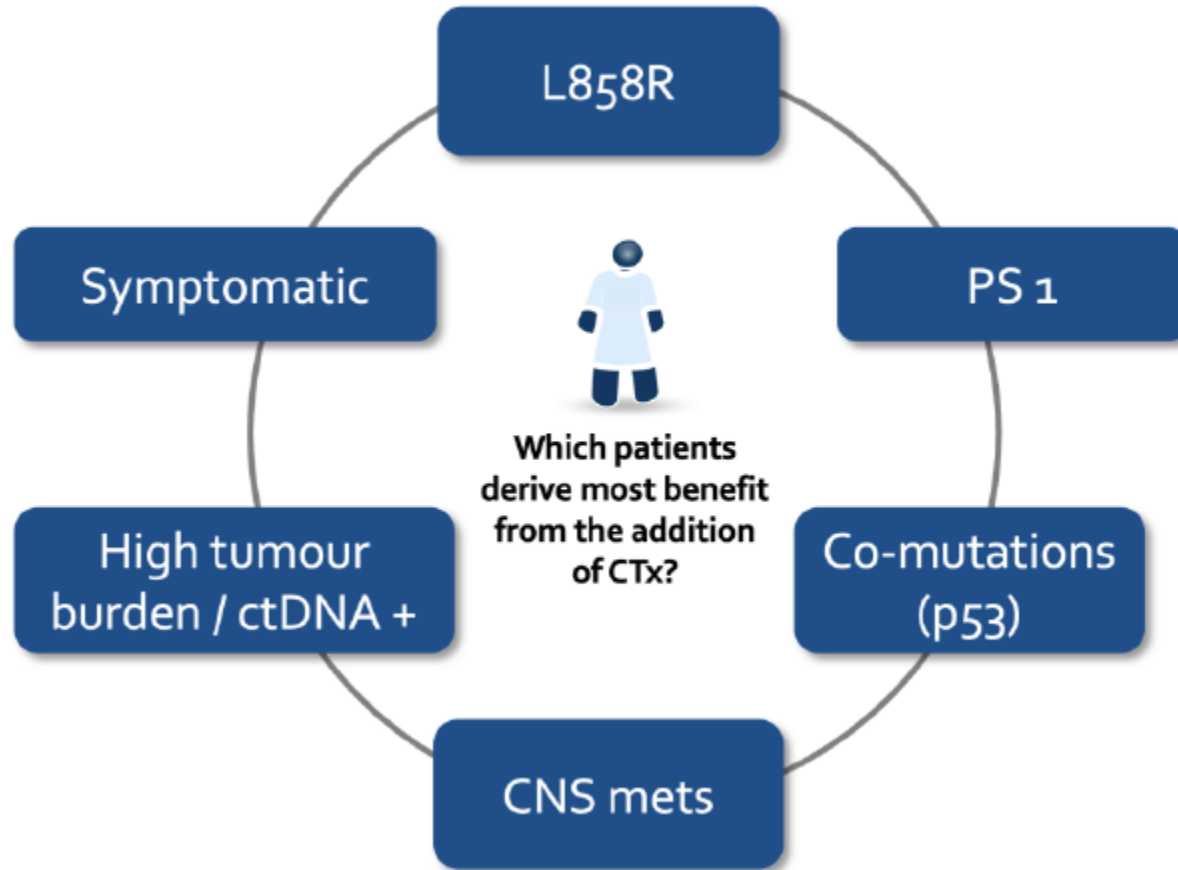 L858R
Symptomatic
PS 1
Which patients
derive most benefit
from the addition
of CTx?
High tumour
burden / ctDNA +
Co-mutations
(p53)
CNS mets